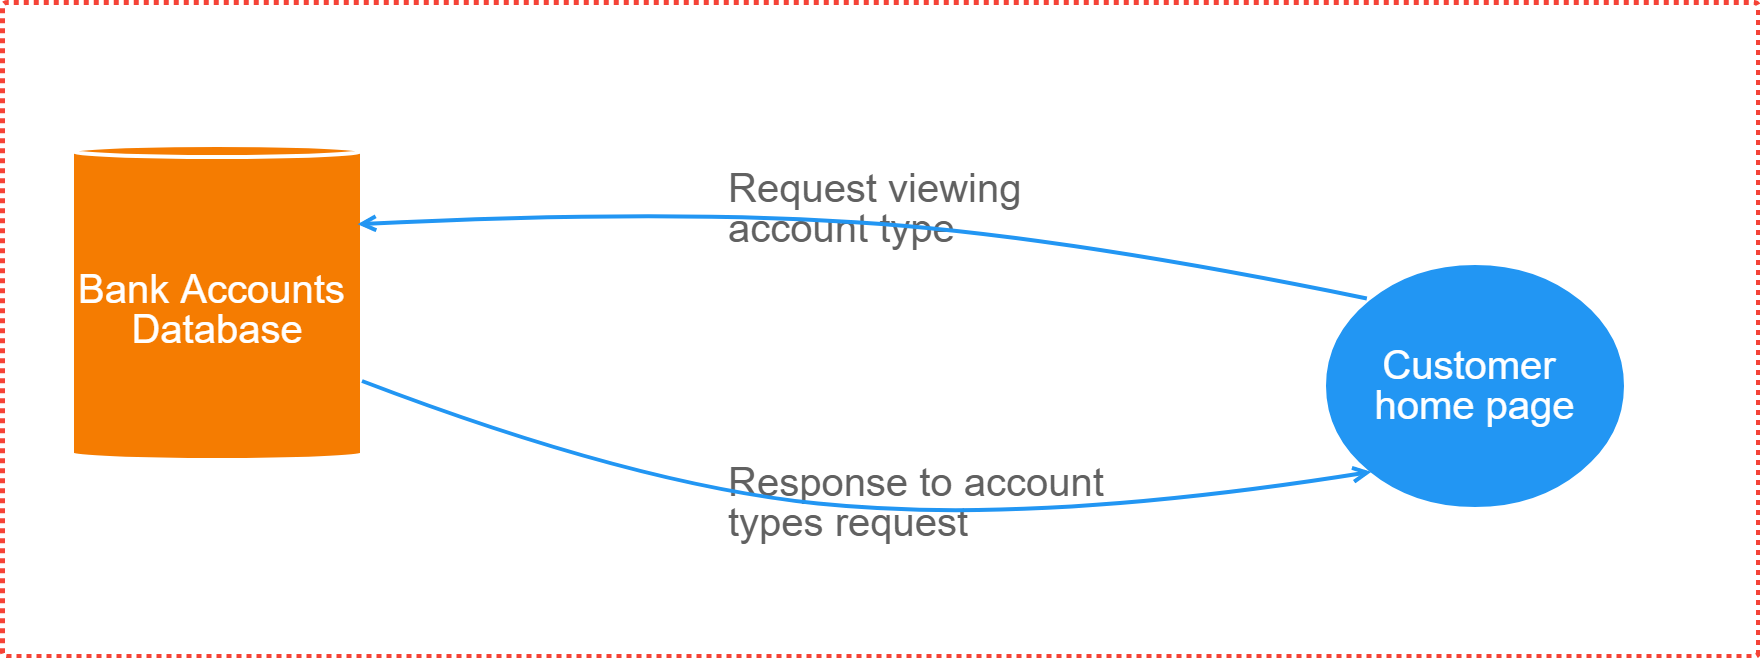 Request viewing
account type
Bank Accounts
Database
Customer
home page
Response to account
types request